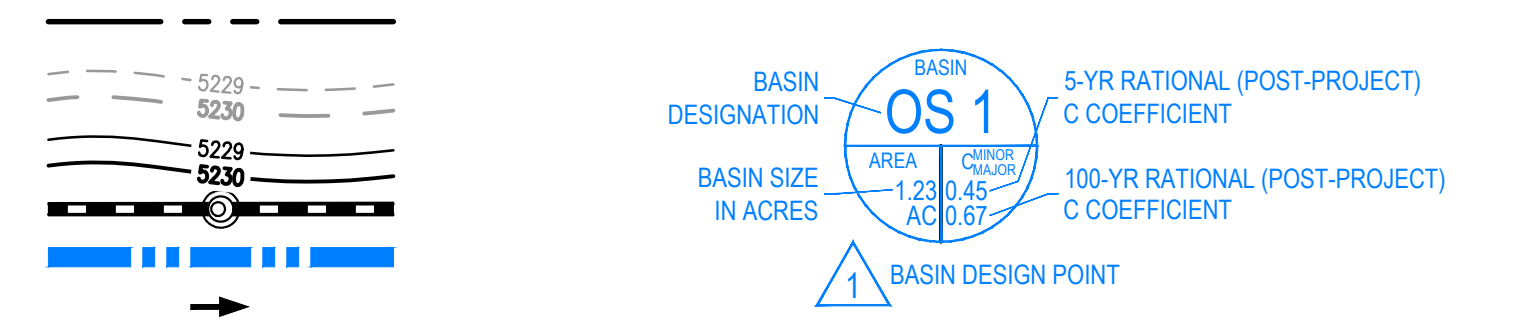 5229
5230
5229
5230
BASIN
DESIGNATION
BASIN SIZE
IN ACRES
BASIN
OS 1
AREA
1.23
AC
C MINOR
MAJOR
0.45
0.67
5-YR RATIONAL (POST-PROJECT)
C COEFFICIENT
100-YR RATIONAL (POST-PROJECT)
C COEFFICIENT
1
BASIN DESIGN POINT